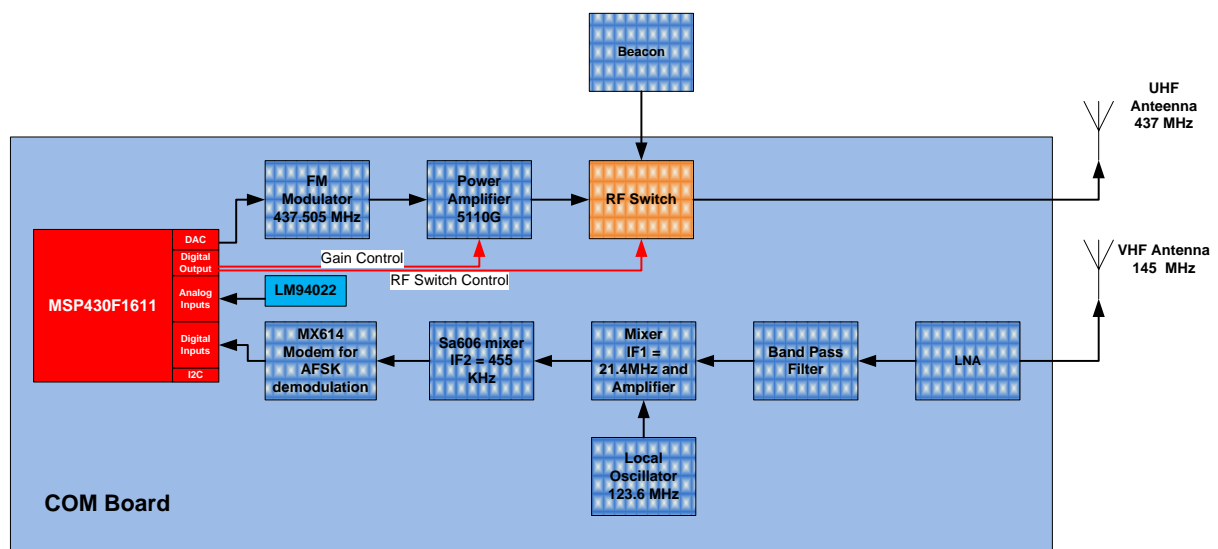 Beacon
UHF
Anteenna
437 MHz
FM
Modulator
437.505 MHz
Power
Amplifier
5110G
RF Switch
DAC
Digital
Output
Analog
Inputs
Digital
Inputs
I2C
MSP430F1611
Gain Control
RF Switch Control
LM94022
VHF Antenna
145 MHz
MX614
Modem for
AFSK
demodulation
Sa606 mixer
IF2 = 455
KHz
Mixer
IF1 =
21.4MHz and
Amplifier
Band Pass
Filter
LNA
Local
Oscillator
123.6 MHz
COM Board